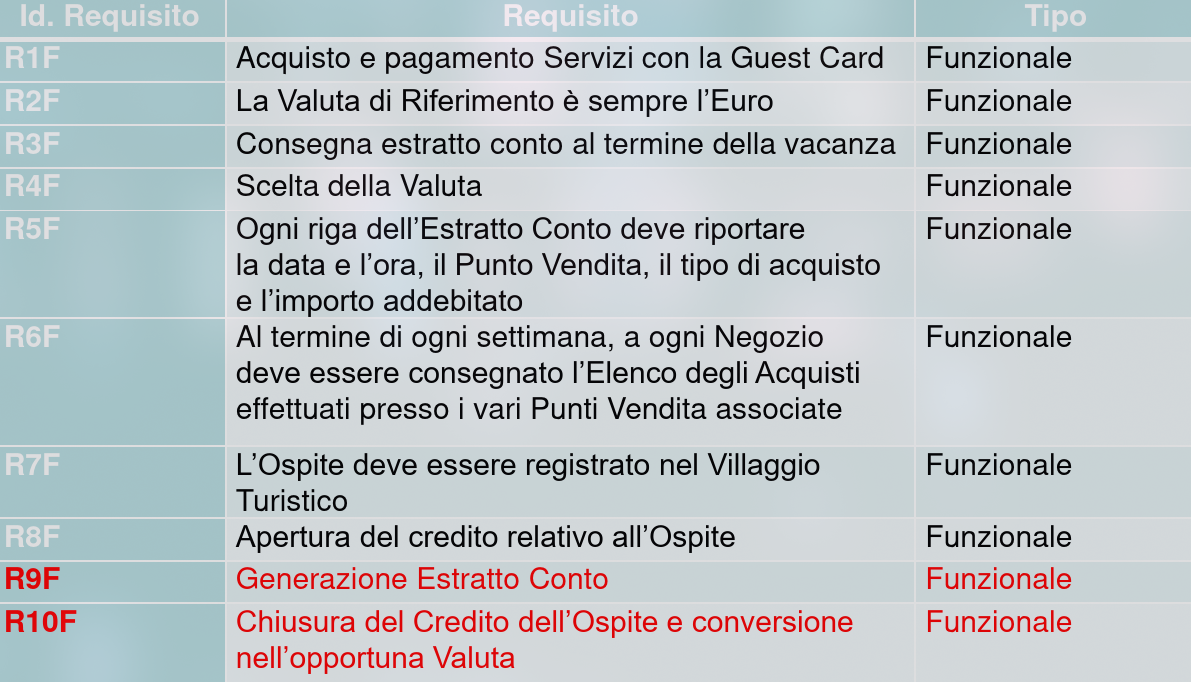 Id. Requisito Requisito Tipo
R1F Acquisto e pagamento Servizi con la Guest Card Funzionale
R2F La Valuta di Riferimento è sempre l’Euro Funzionale
R3F Consegna estratto conto al termine della vacanza Funzionale
R4F Scelta della Valuta Funzionale
R5F Ogni riga dell’Estratto Conto deve riportare Funzionale
la data e l’ora, il Punto Vendita, il tipo di acquisto
e l’importo addebitato
R6F Al termine di ogni settimana, a ogni Negozio Funzionale
deve essere consegnato l’Elenco degli Acquisti
effettuati presso i vari Punti Vendita associate
R7F L’Ospite deve essere registrato nel Villaggio Funzionale
Turistico
R8F Apertura del credito relativo all’Ospite Funzionale
R9F Generazione Estratto Conto Funzionale
R10F Chiusura del Credito dell’Ospite e conversione Funzionale
nell’opportuna Valuta